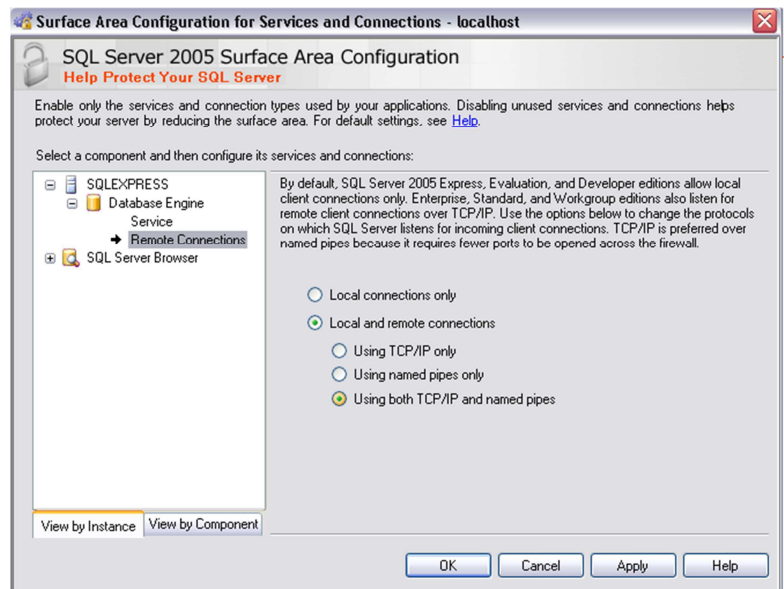 Surface Area Configuration for Services and Connections - localhost
SQL Server 2005 Surface Area Configuration
Help Protect Your SQL Server
Enable only the services and connection types used by your applications. Disabling unused services and connections helps
protect your server by reducing the surface area. For default settings, see Help.
Select a component and then configure its services and connections:
SQLEXPRESS
Database Engine
Service
Remote Connections
SQL Server Browser
By default, SQL Server 2005 Express, Evaluation, and Developer editions allow local
client connections only. Enterprise, Standard, and Workgroup editions also listen for
remote client connections over TCP/IP. Use the options below to change the protocols
on which SQL Server listens for incoming client connections. TCP/IP is preferred over
named pipes because it requires fewer ports to be opened across the firewall.
Local connections only
Local and remote connections
Using TCP/IP only
Using named pipes only
Using both TCP/IP and named pipes
View by Instance
View by Component
OK
Cancel
Apply
Help